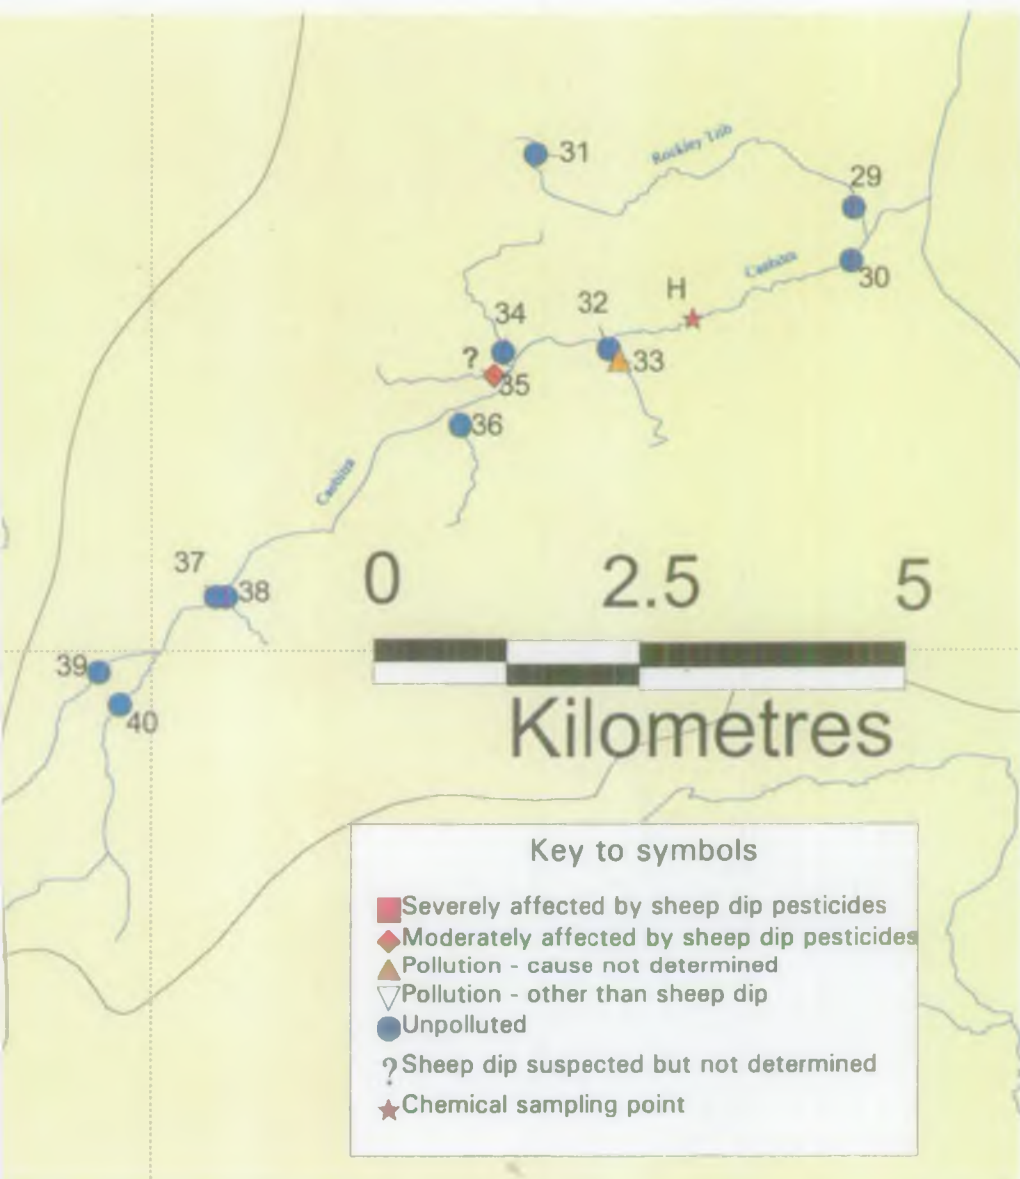 31
Rockley Trib
29
30
H
32
33
34
?
35
36
37
38
39
40
0 2.5 5
Kilometres
Key to symbols
Severely affected by sheep dip pesticides
Moderately affected by sheep dip pesticides
Pollution - cause not determined
Pollution - other than sheep dip
Unpolluted
? Sheep dip suspected but not determined
Chemical sampling point